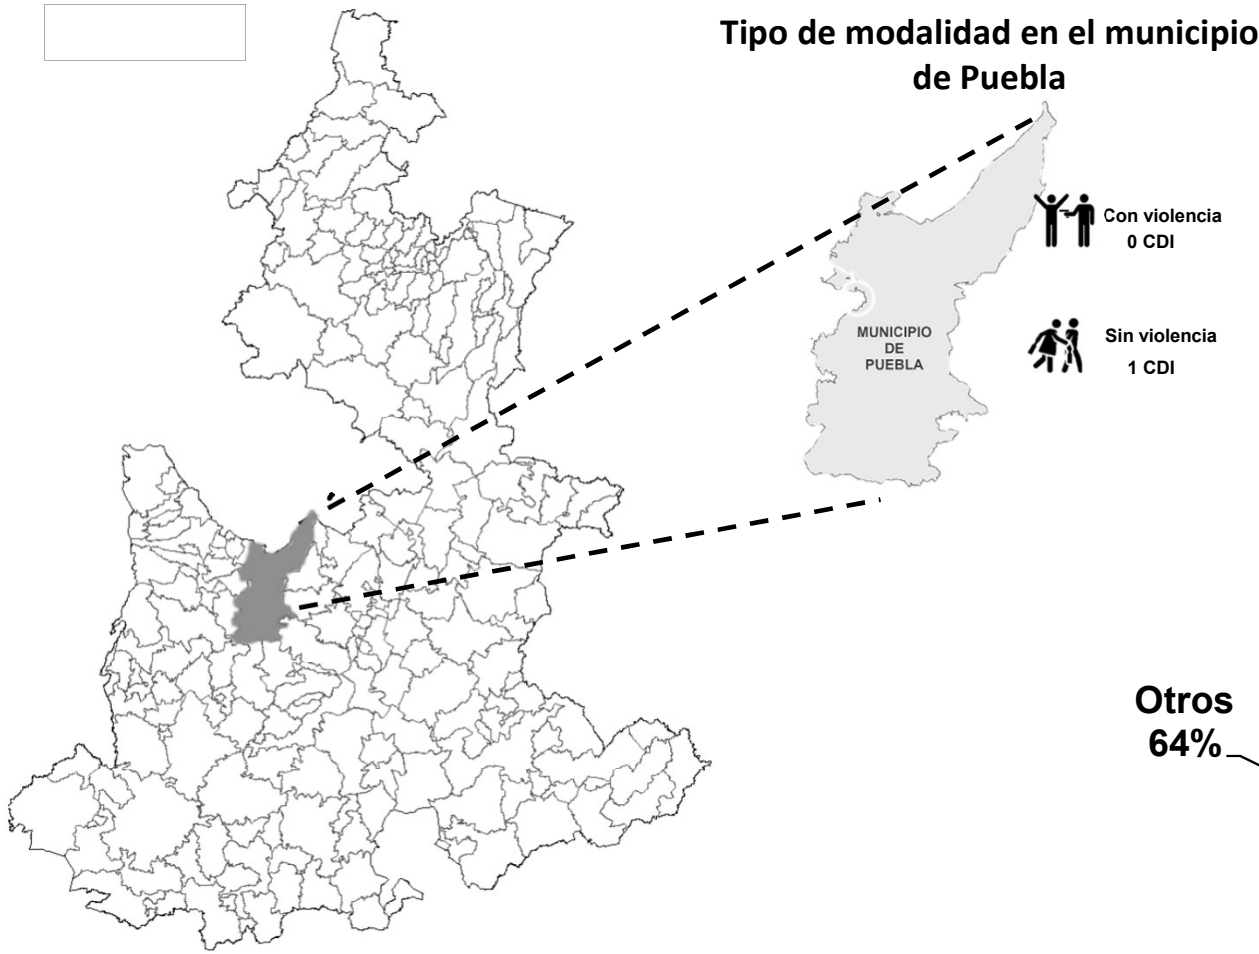 Tipo de modalidad en el municipio
de Puebla
Con violencia
0 CDI
MUNICIPIO
DE
PUEBLA
Sin violencia
1 CDI
Otros
64%